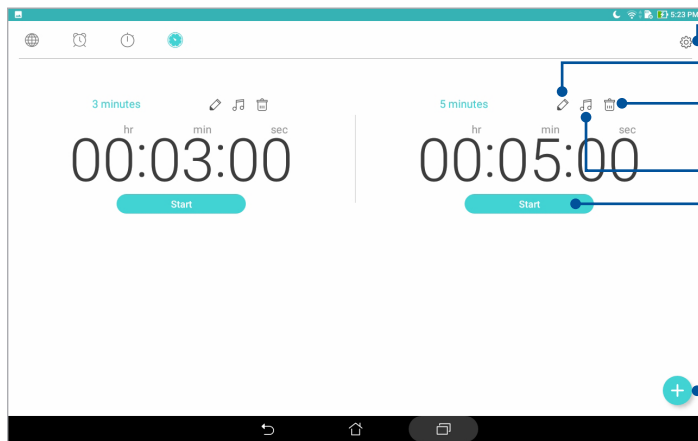 5:23 PM
3 minutes
5 minutes
hr min sec
hr min sec
00:03:00
00:05:00
Start
Start